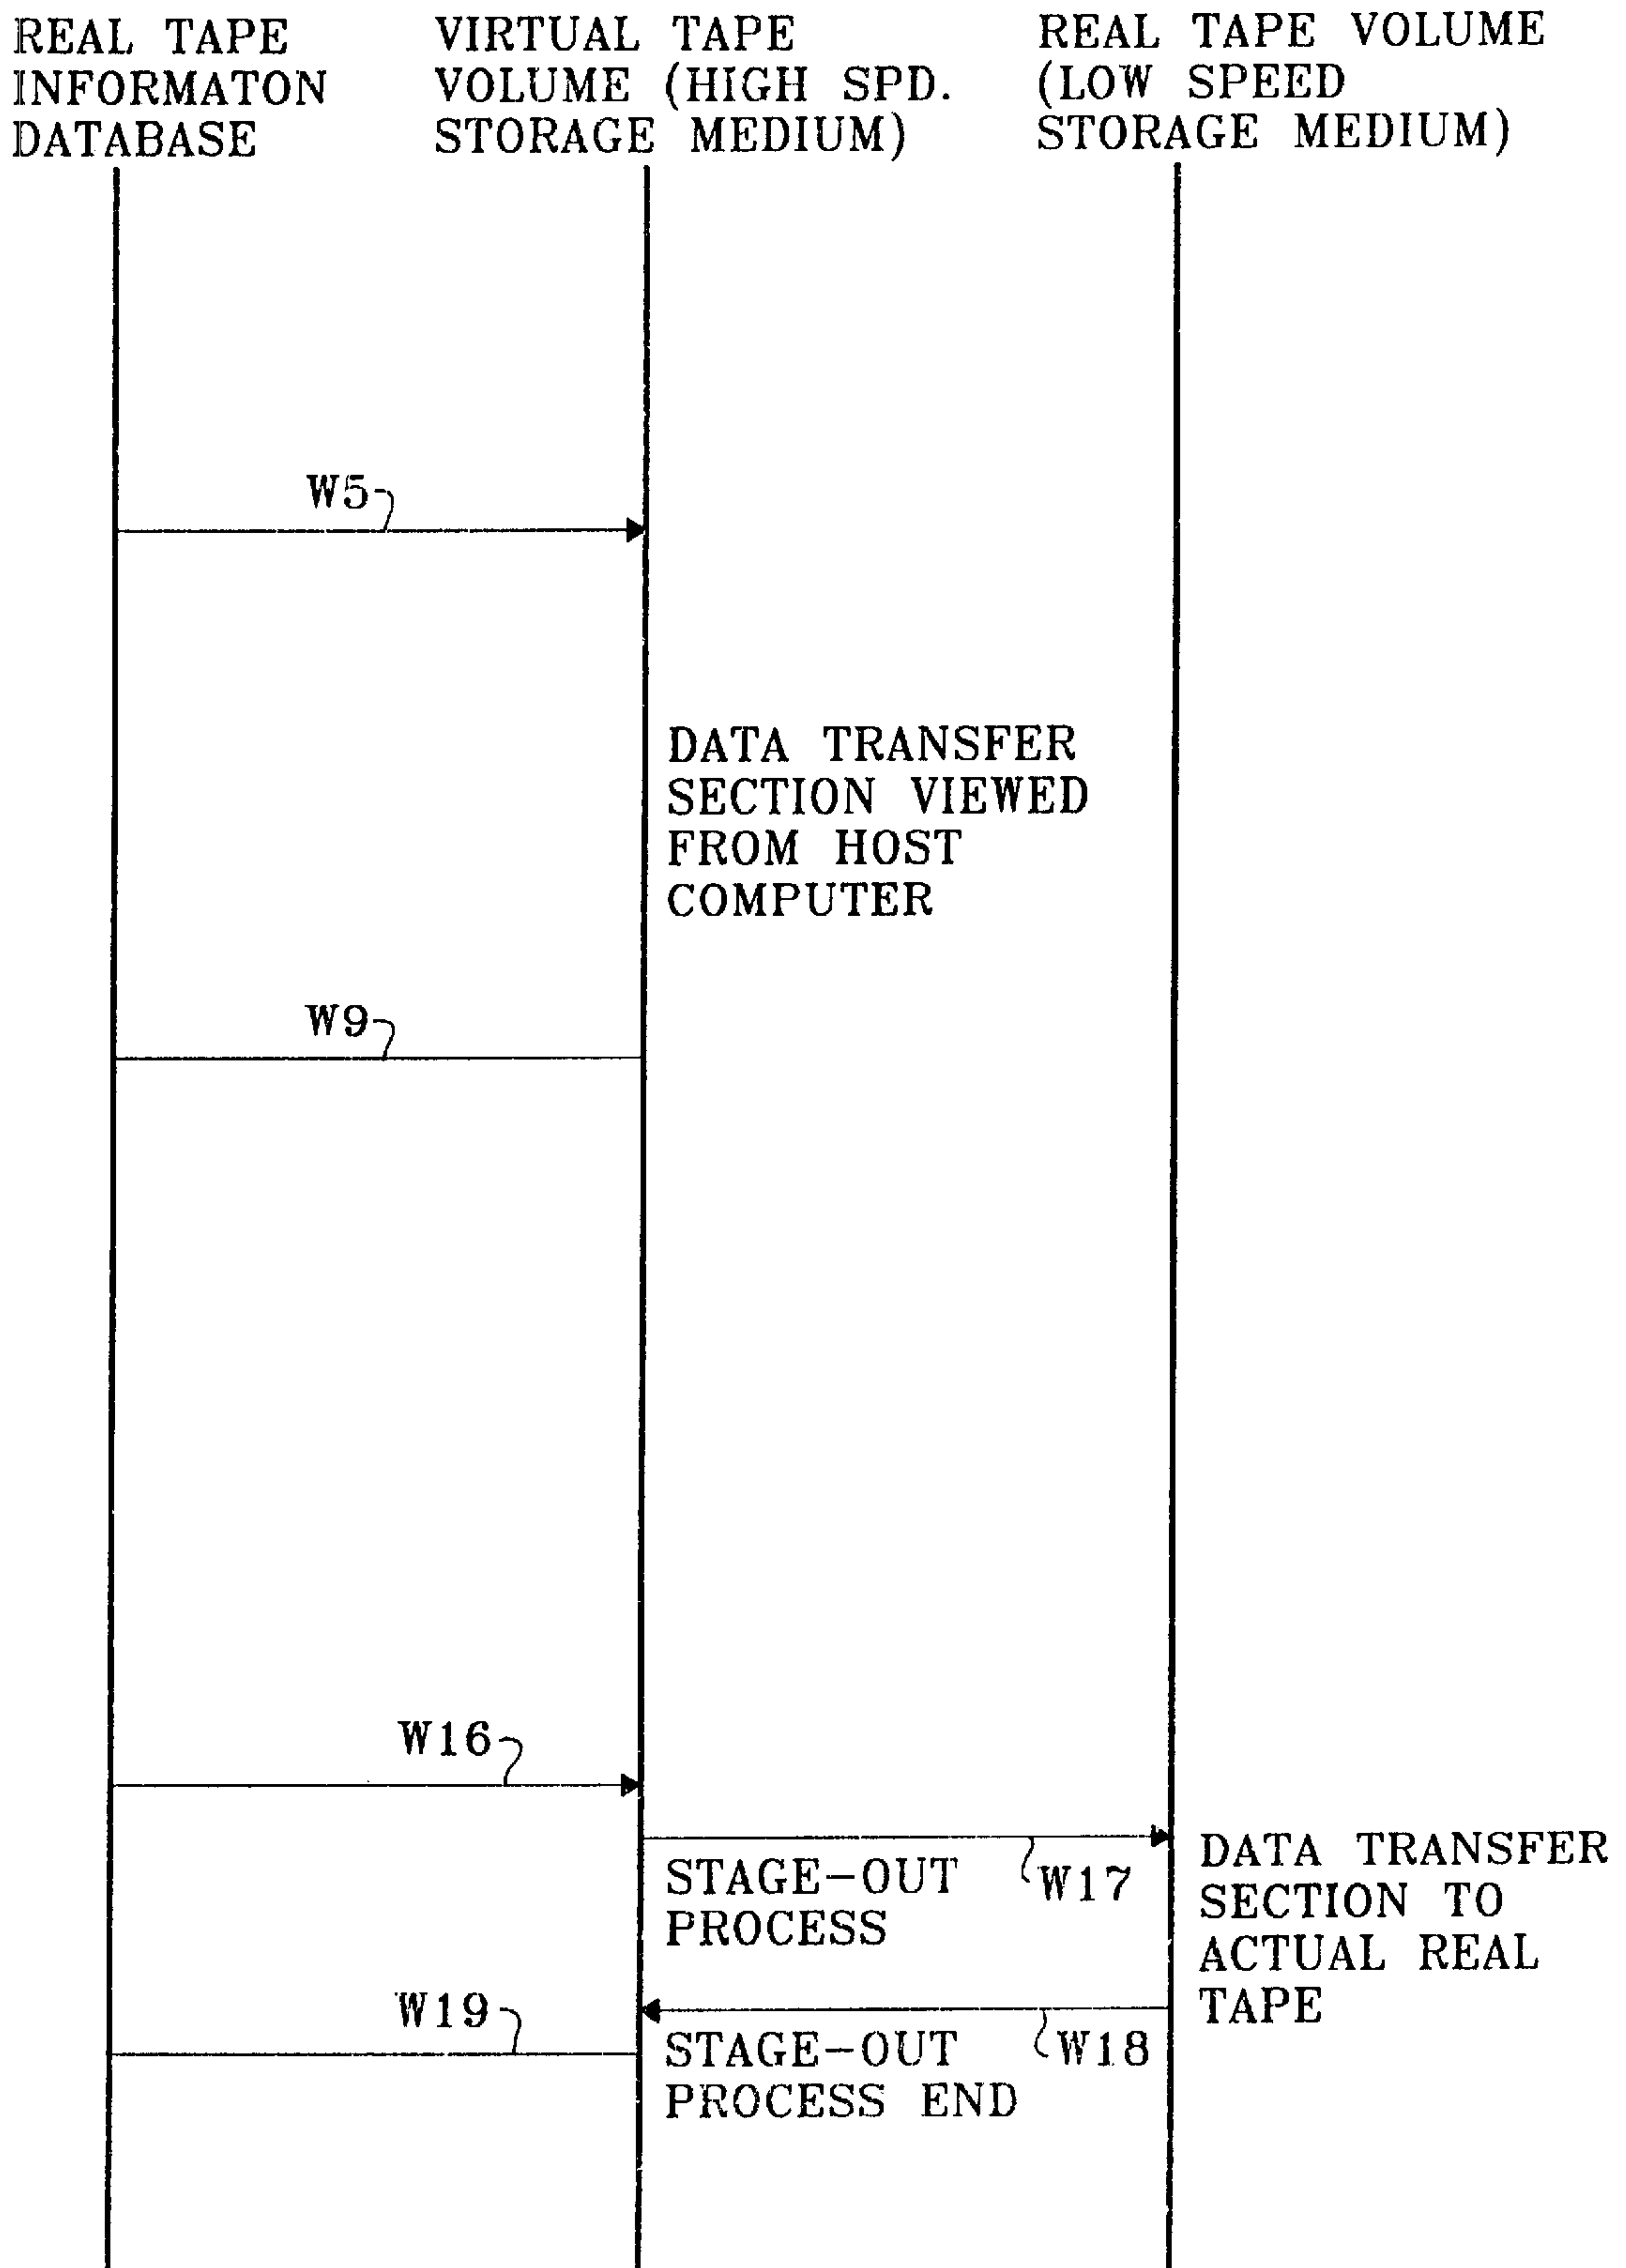 REAL TAPE
INFORMATON
DATABASE
VIRTUAL TAPE
VOLUME (HIGH SPD.
STORAGE MEDIUM)
REAL TAPE VOLUME
(LOW SPEED
STORAGE MEDIUM)
W5
DATA TRANSFER
SECTION VIEWED
FROM HOST
COMPUTER
W9
W16
STAGE-OUT
PROCESS
W17
DATA TRANSFER
SECTION TO
ACTUAL REAL
TAPE
W19
STAGE-OUT
PROCESS END
W18